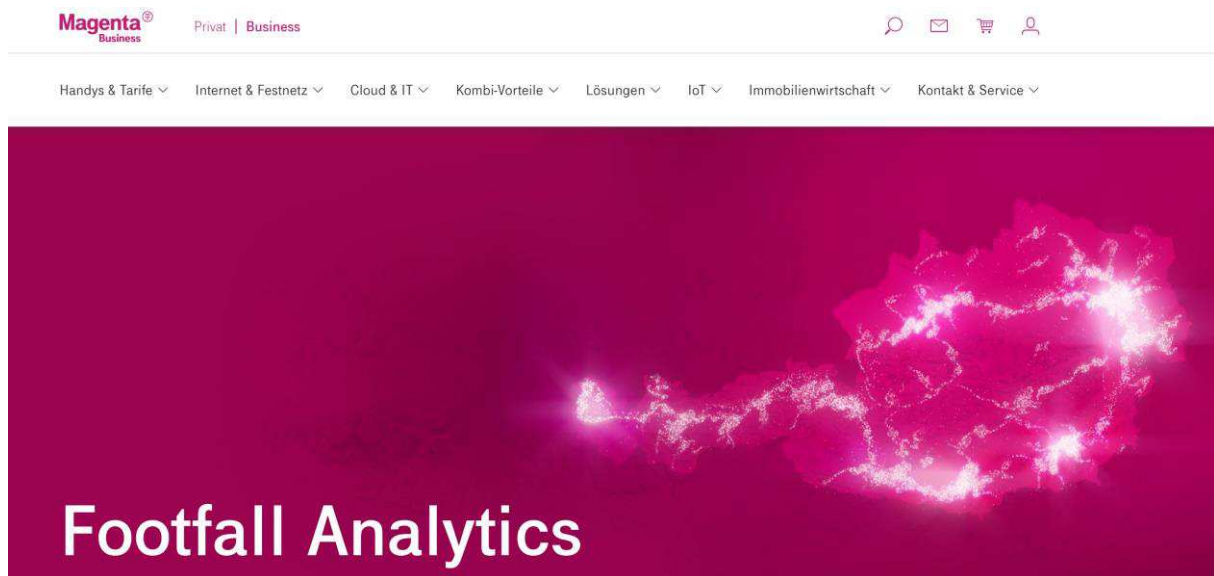 Magenta®
Business
Privat | Business
Handys & Tarife Internet & Festnetz Cloud & IT Kombi-Vorteile Lösungen IoT Immobilienwirtschaft Kontakt & Service
Footfall Analytics